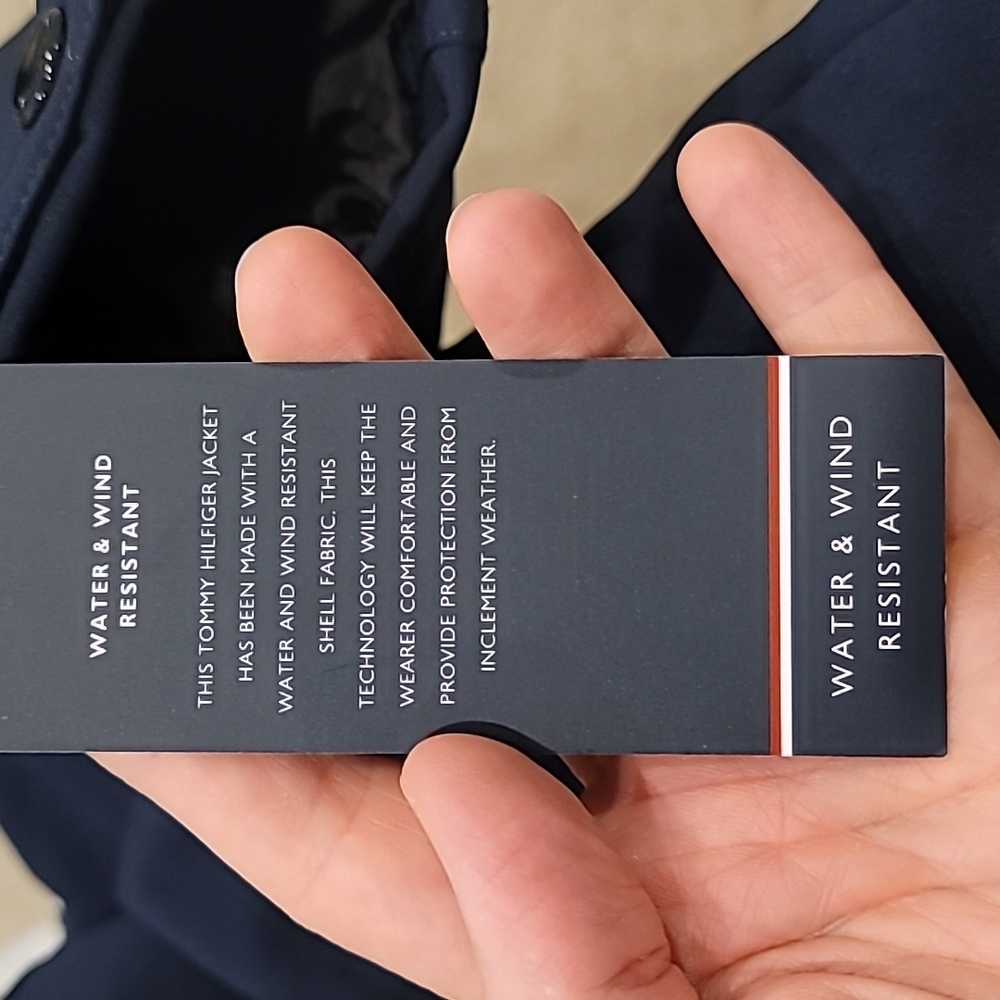 WATER & WIND
RESISTANT
THIS TOMMY HILFIGER JACKET
HAS BEEN MADE WITH A
WATER AND WIND RESISTANT
SHELL FABRIC. THIS
TECHNOLOGY WILL KEEP THE
WEARER COMFORTABLE AND
PROVIDE PROTECTION FROM
INCLEMENT WEATHER.
WATER & WIND
RESISTANT